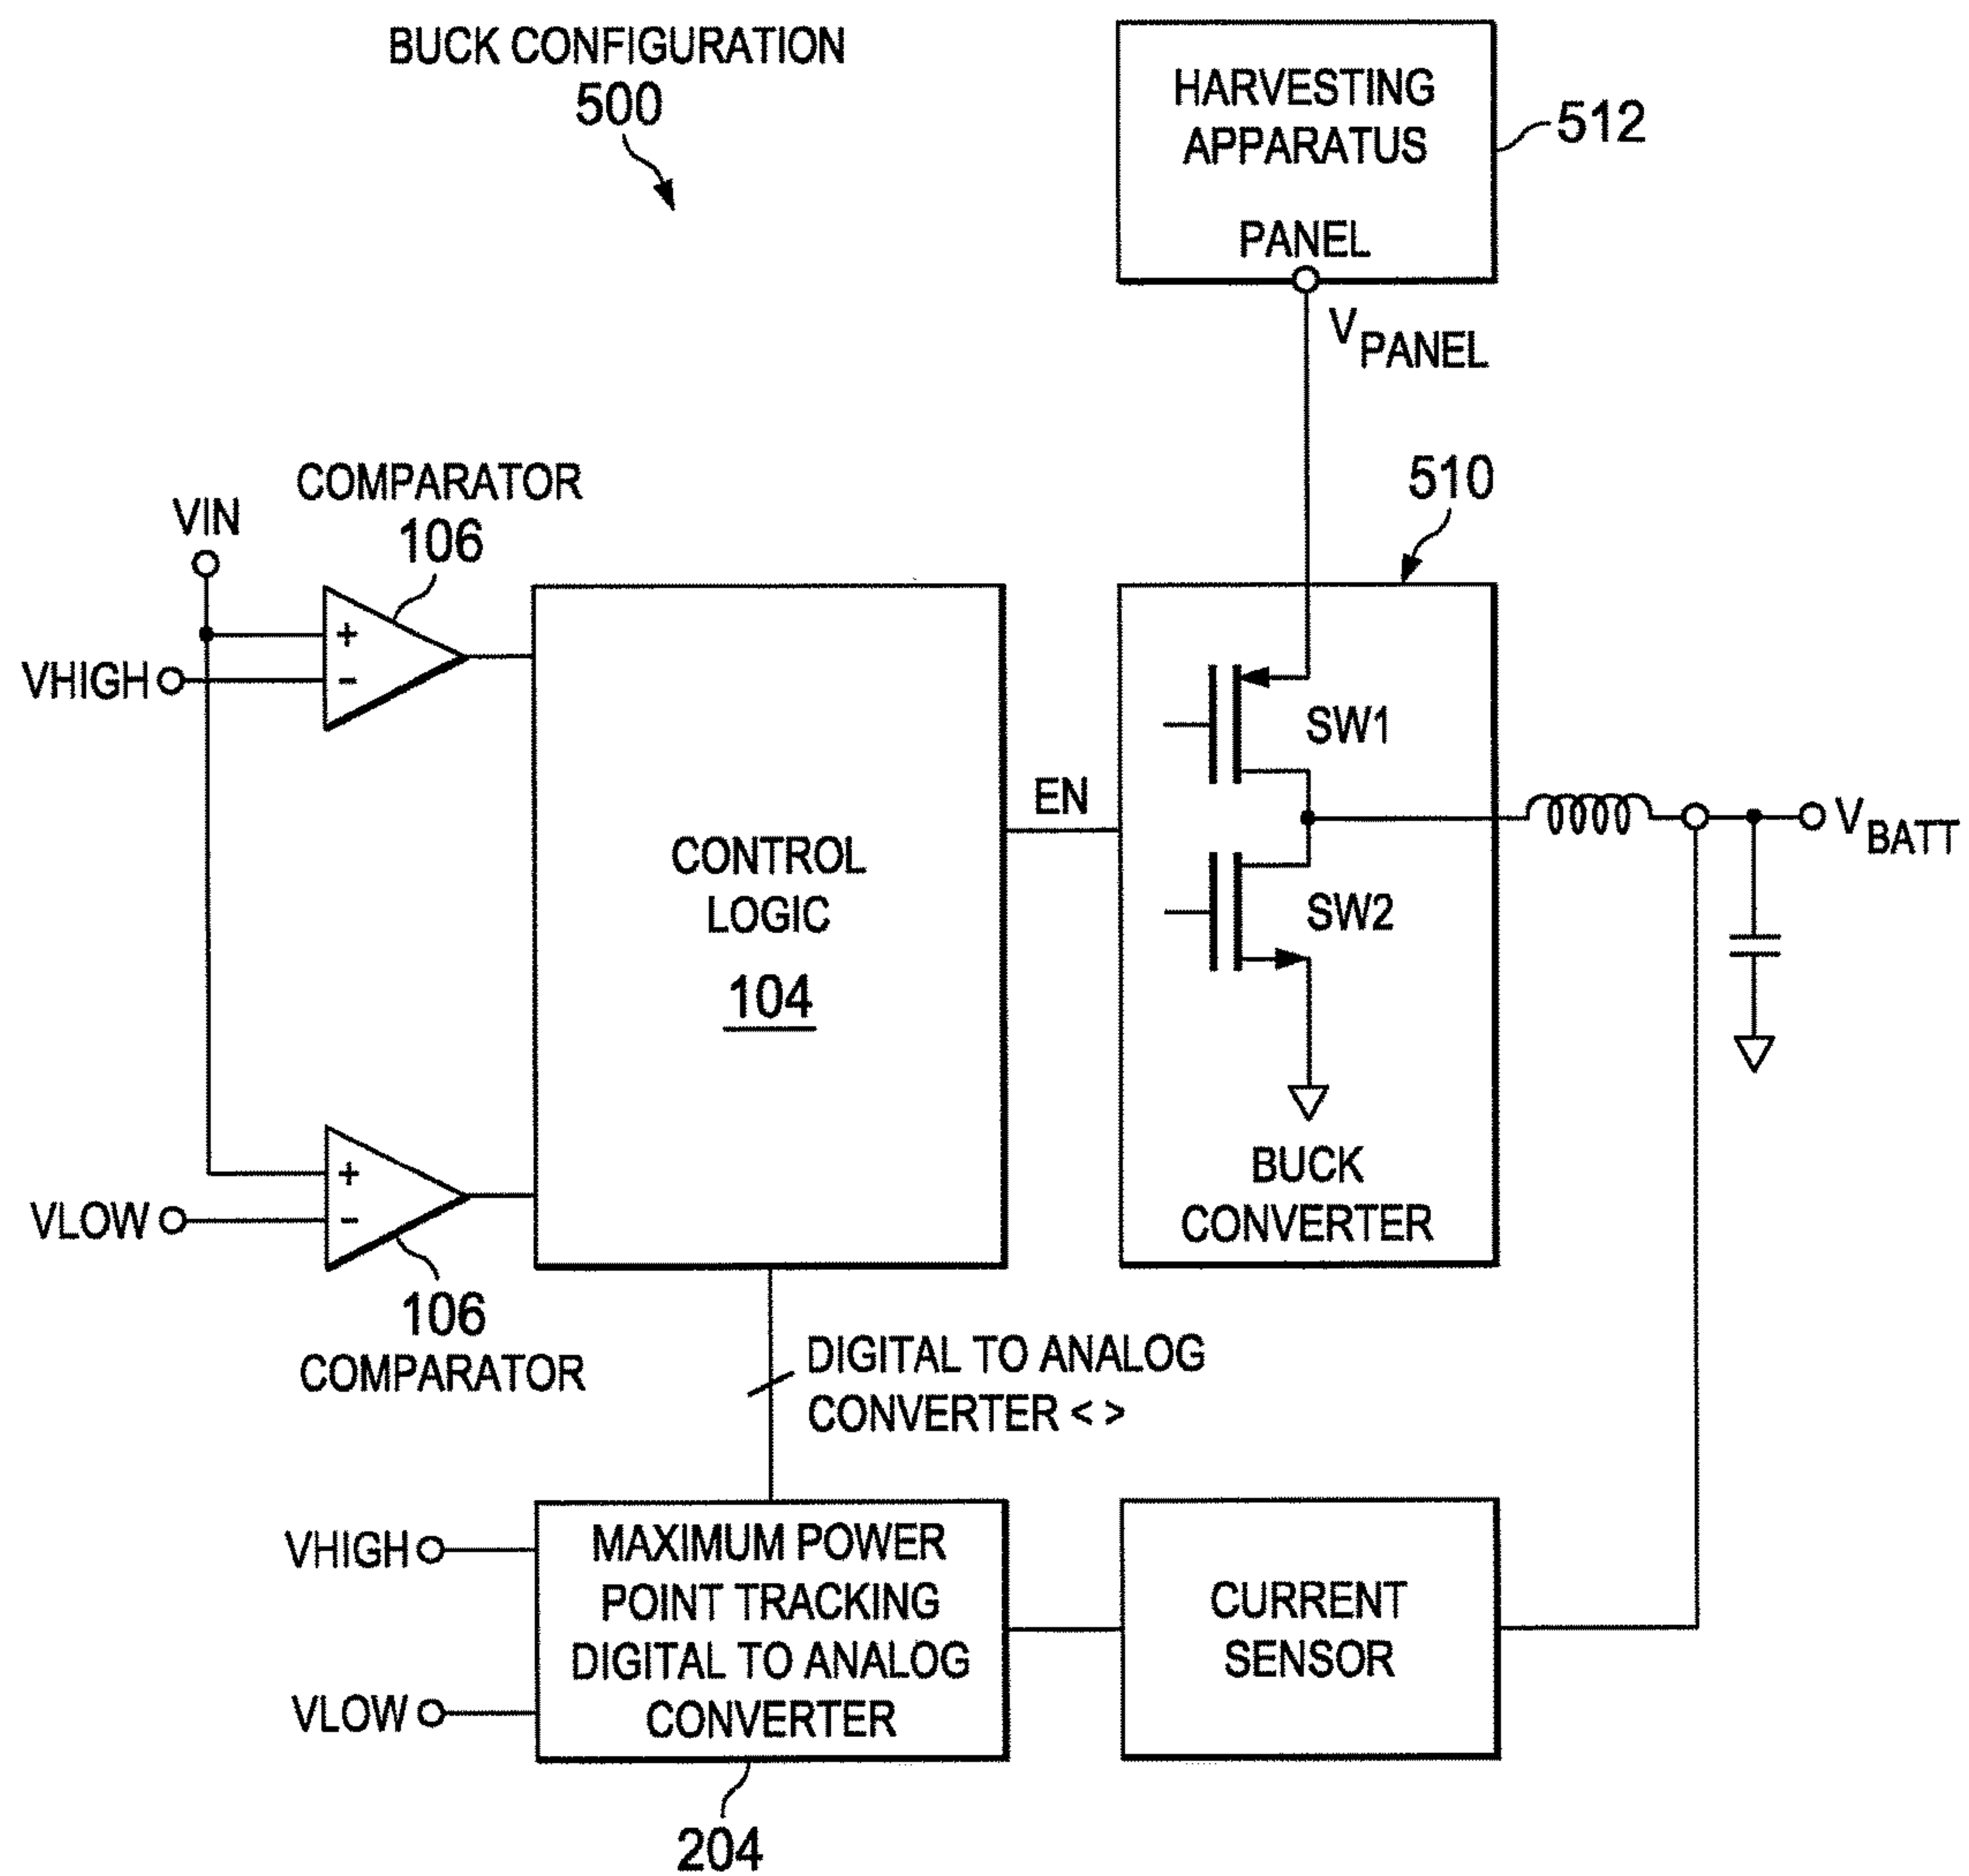 BUCK CONFIGURATION
500
HARVESTING
APPARATUS
PANEL
512
VPANEL
COMPARATOR
106
VIN
+
-
VHIGH
510
SW1
EN
CONTROL
LOGIC
104
SW2
VBATT
BUCK
CONVERTER
+
-
VLOW
106
COMPARATOR
DIGITAL TO ANALOG
CONVERTER < >
VHIGH
VLOW
MAXIMUM POWER
POINT TRACKING
DIGITAL TO ANALOG
CONVERTER
204
CURRENT
SENSOR